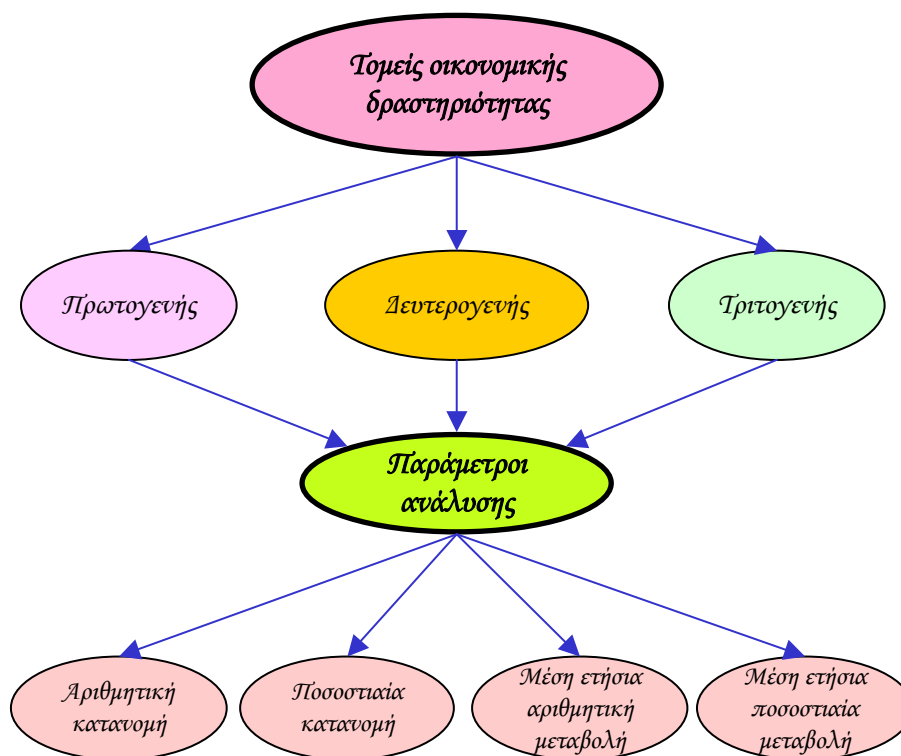 Τομείς οικονομικής
δραστηριότητας
Πρωτογενής
Δευτερογενής
Τριτογενής
Παράμετροι
ανάλυσης
Αριθμητική
κατανομή
Ποσοστιαία
κατανομή
Μέση ετήσια
αριθμητική
μεταβολή
Μέση ετήσια
ποσοστιαία
μεταβολή